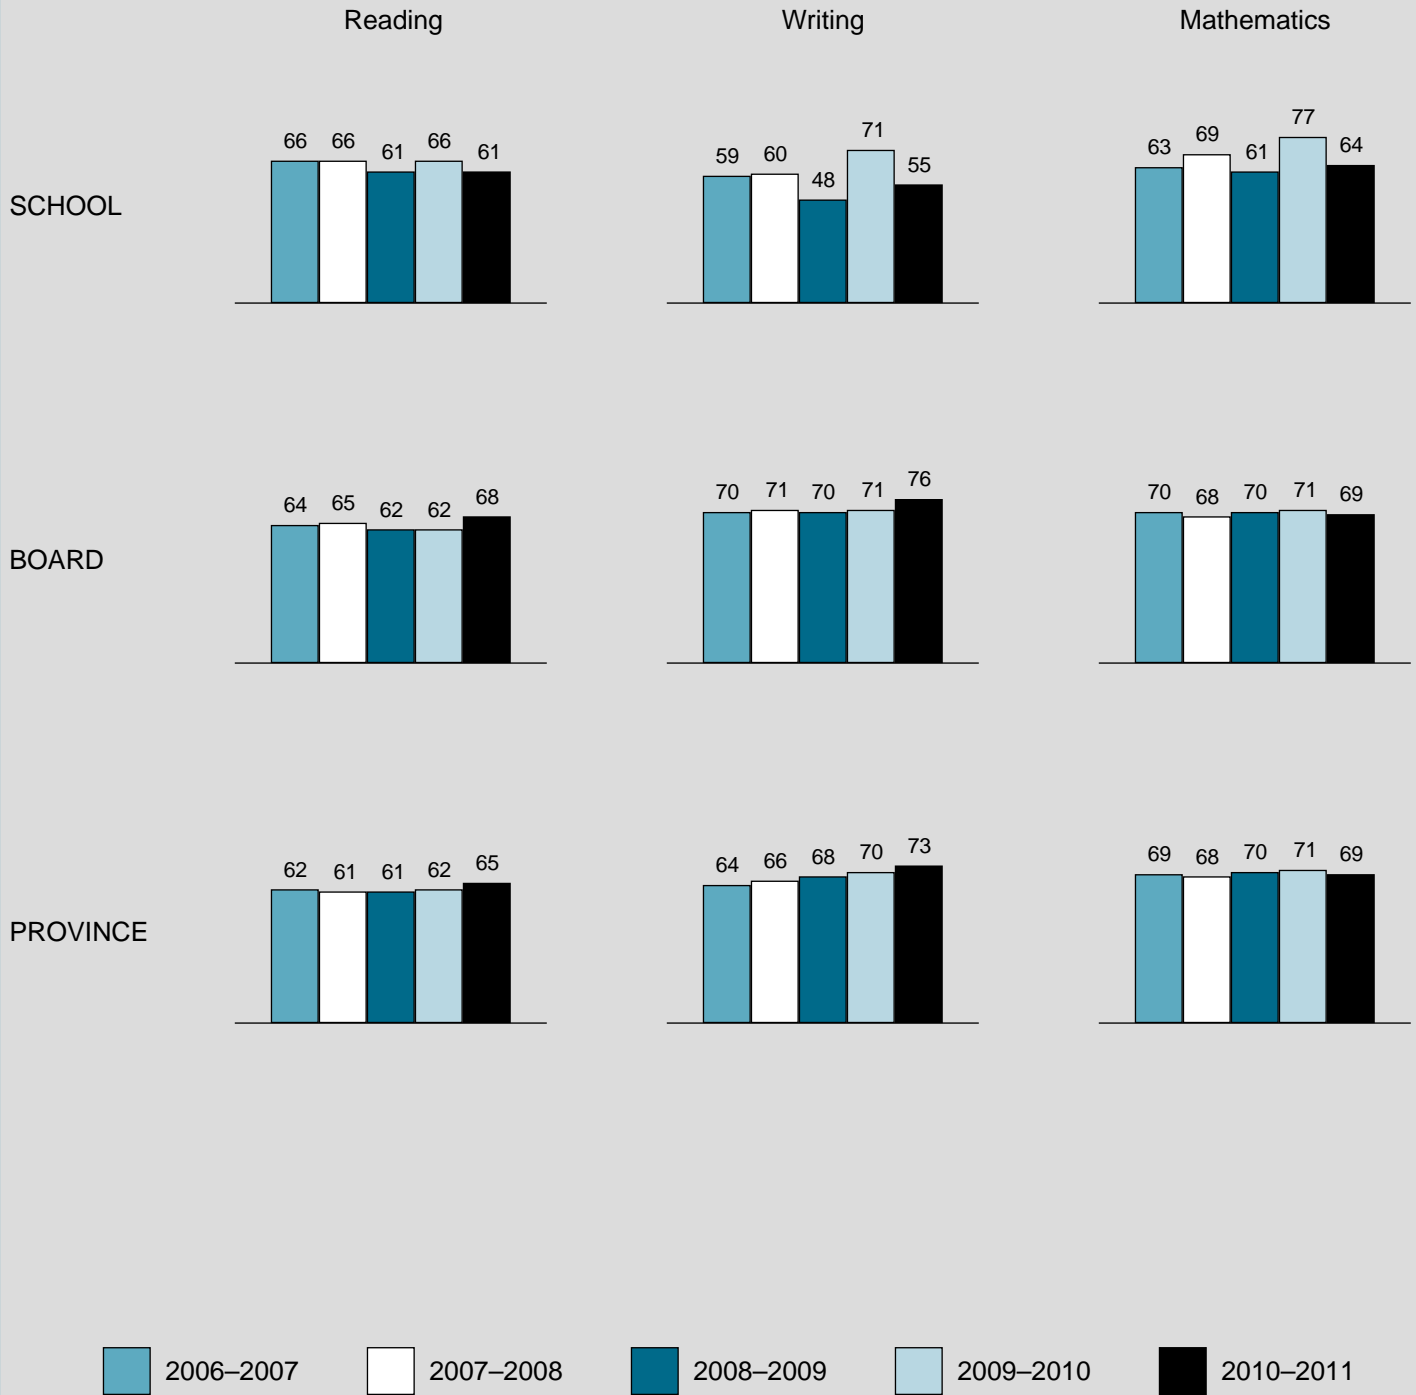 Reading Writing Mathematics
SCHOOL
66 66 61 66 61
59 60 48 71 55
63 69 61 77 64
BOARD
64 65 62 62 68
70 71 70 71 76
70 68 70 71 69
PROVINCE
62 61 61 62 65
64 66 68 70 73
69 68 70 71 69
2006–2007 2007–2008 2008–2009 2009–2010 2010–2011